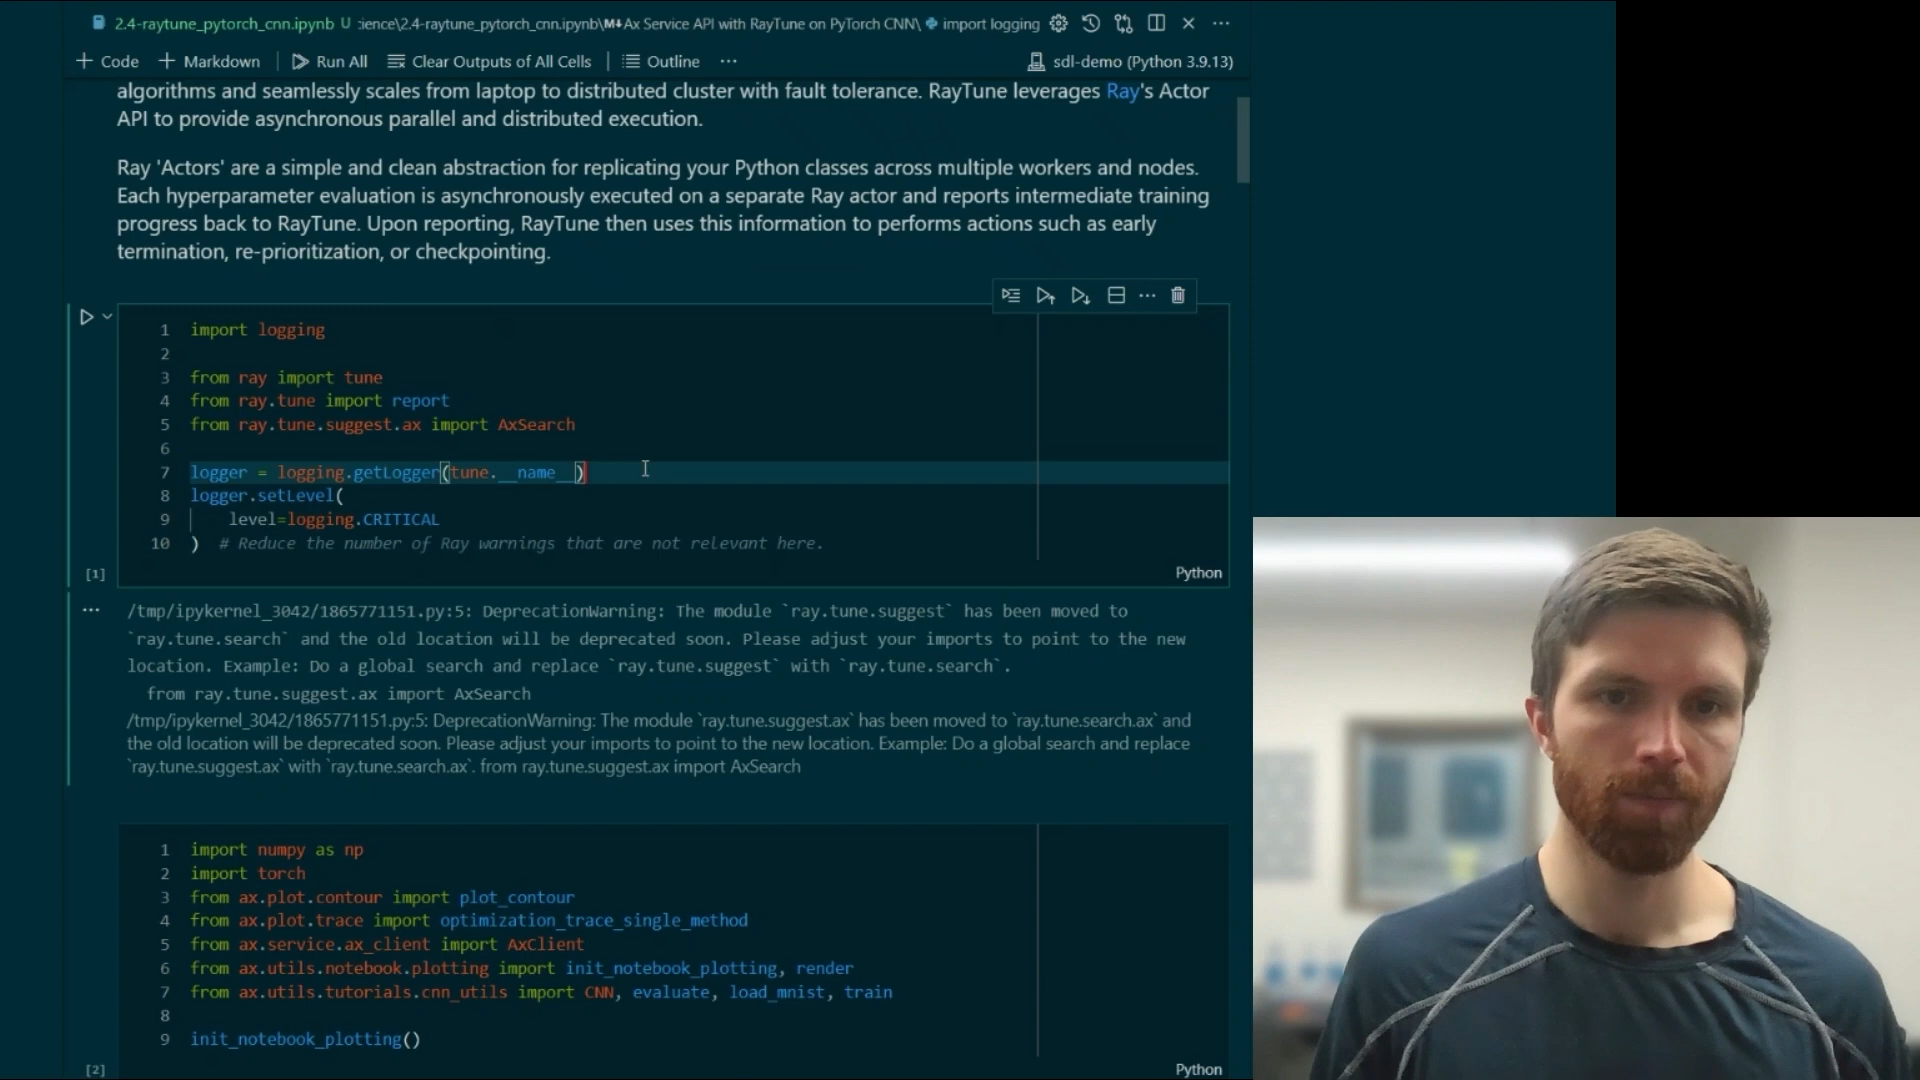 2.4-raytune_pytorch_cnn.ipynb U :ience\2.4-raytune_pytorch_cnn.ipynb\M↓Ax Service API with RayTune on PyTorch CNN\ import logging
+ Code + Markdown Run All Clear Outputs of All Cells Outline ... sdl-demo (Python 3.9.13)
algorithms and seamlessly scales from laptop to distributed cluster with fault tolerance. RayTune leverages Ray's Actor
API to provide asynchronous parallel and distributed execution.
Ray 'Actors' are a simple and clean abstraction for replicating your Python classes across multiple workers and nodes.
Each hyperparameter evaluation is asynchronously executed on a separate Ray actor and reports intermediate training
progress back to RayTune. Upon reporting, RayTune then uses this information to performs actions such as early
termination, re-prioritization, or checkpointing.
1 import logging
2
3 from ray import tune
4 from ray.tune import report
5 from ray.tune.suggest.ax import AxSearch
6
7 logger = logging.getLogger(tune.__name__)
8 logger.setLevel(
9     level=logging.CRITICAL
10 )  # Reduce the number of Ray warnings that are not relevant here.
[1] Python
/tmp/ipykernel_3042/1865771151.py:5: DeprecationWarning: The module `ray.tune.suggest` has been moved to
`ray.tune.search` and the old location will be deprecated soon. Please adjust your imports to point to the new
location. Example: Do a global search and replace `ray.tune.suggest` with `ray.tune.search`.
from ray.tune.suggest.ax import AxSearch
/tmp/ipykernel_3042/1865771151.py:5: DeprecationWarning: The module `ray.tune.suggest.ax` has been moved to `ray.tune.search.ax` and
the old location will be deprecated soon. Please adjust your imports to point to the new location. Example: Do a global search and replace
`ray.tune.suggest.ax` with `ray.tune.search.ax`. from ray.tune.suggest.ax import AxSearch
1 import numpy as np
2 import torch
3 from ax.plot.contour import plot_contour
4 from ax.plot.trace import optimization_trace_single_method
5 from ax.service.ax_client import AxClient
6 from ax.utils.notebook.plotting import init_notebook_plotting, render
7 from ax.utils.tutorials.cnn_utils import CNN, evaluate, load_mnist, train
8
9 init_notebook_plotting()
[2] Python